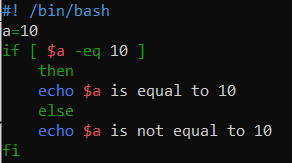 #! /bin/bash
a=10
if [ $a -eq 10 ]
then
echo $a is equal to 10
else
echo $a is not equal to 10
fi